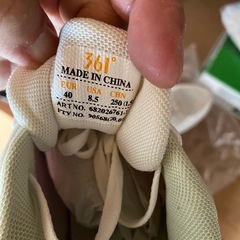 361°
MADE IN CHINA
EUR USA CHN
40 8.5 250
ART NO.